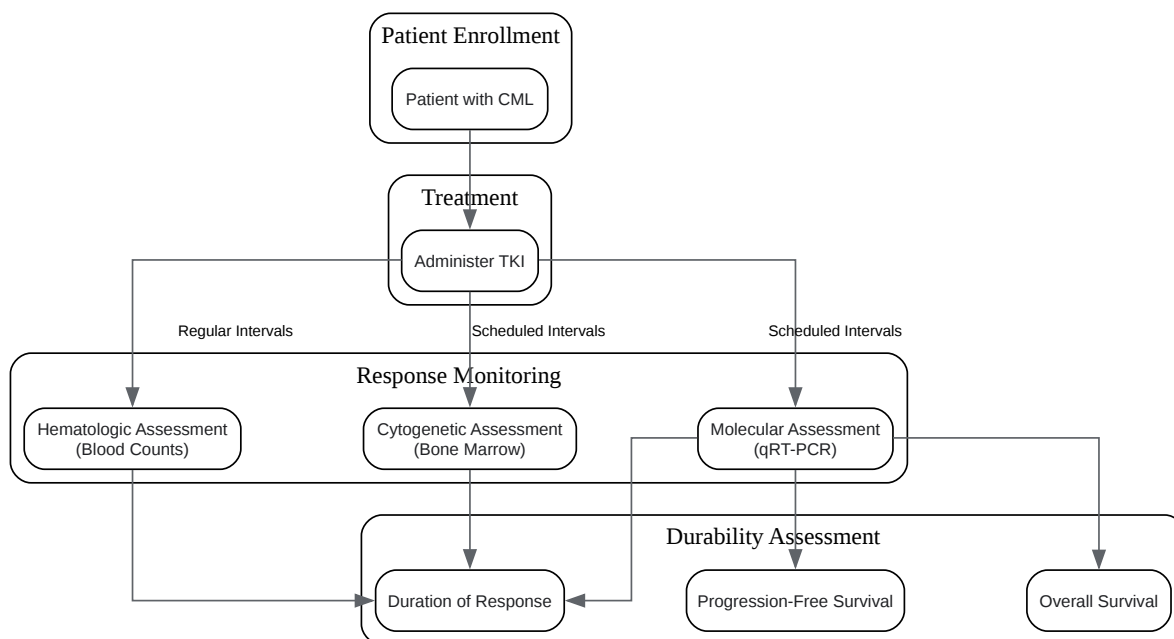 Patient Enrollment
Patient with CML
Treatment
Administer TKI
Regular Intervals
Scheduled Intervals
Scheduled Intervals
Response Monitoring
Hematologic Assessment
(Blood Counts)
Cytogenetic Assessment
(Bone Marrow)
Molecular Assessment
(qRT-PCR)
Durability Assessment
Duration of Response
Progression-Free Survival
Overall Survival